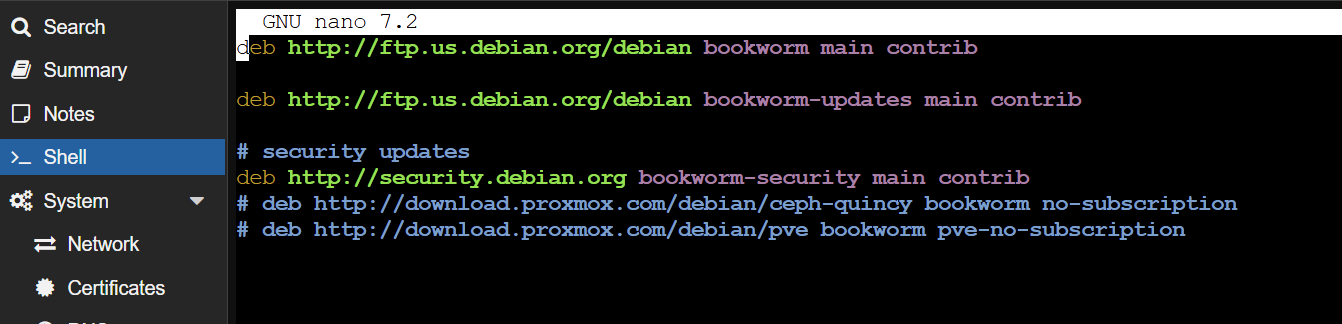 Search
Summary
Notes
Shell
System
Network
Certificates
GNU nano 7.2
deb http://ftp.us.debian.org/debian bookworm main contrib
deb http://ftp.us.debian.org/debian bookworm-updates main contrib
# security updates
deb http://security.debian.org bookworm-security main contrib
# deb http://download.proxmox.com/debian/ceph-quincy bookworm no-subscription
# deb http://download.proxmox.com/debian/pve bookworm pve-no-subscription